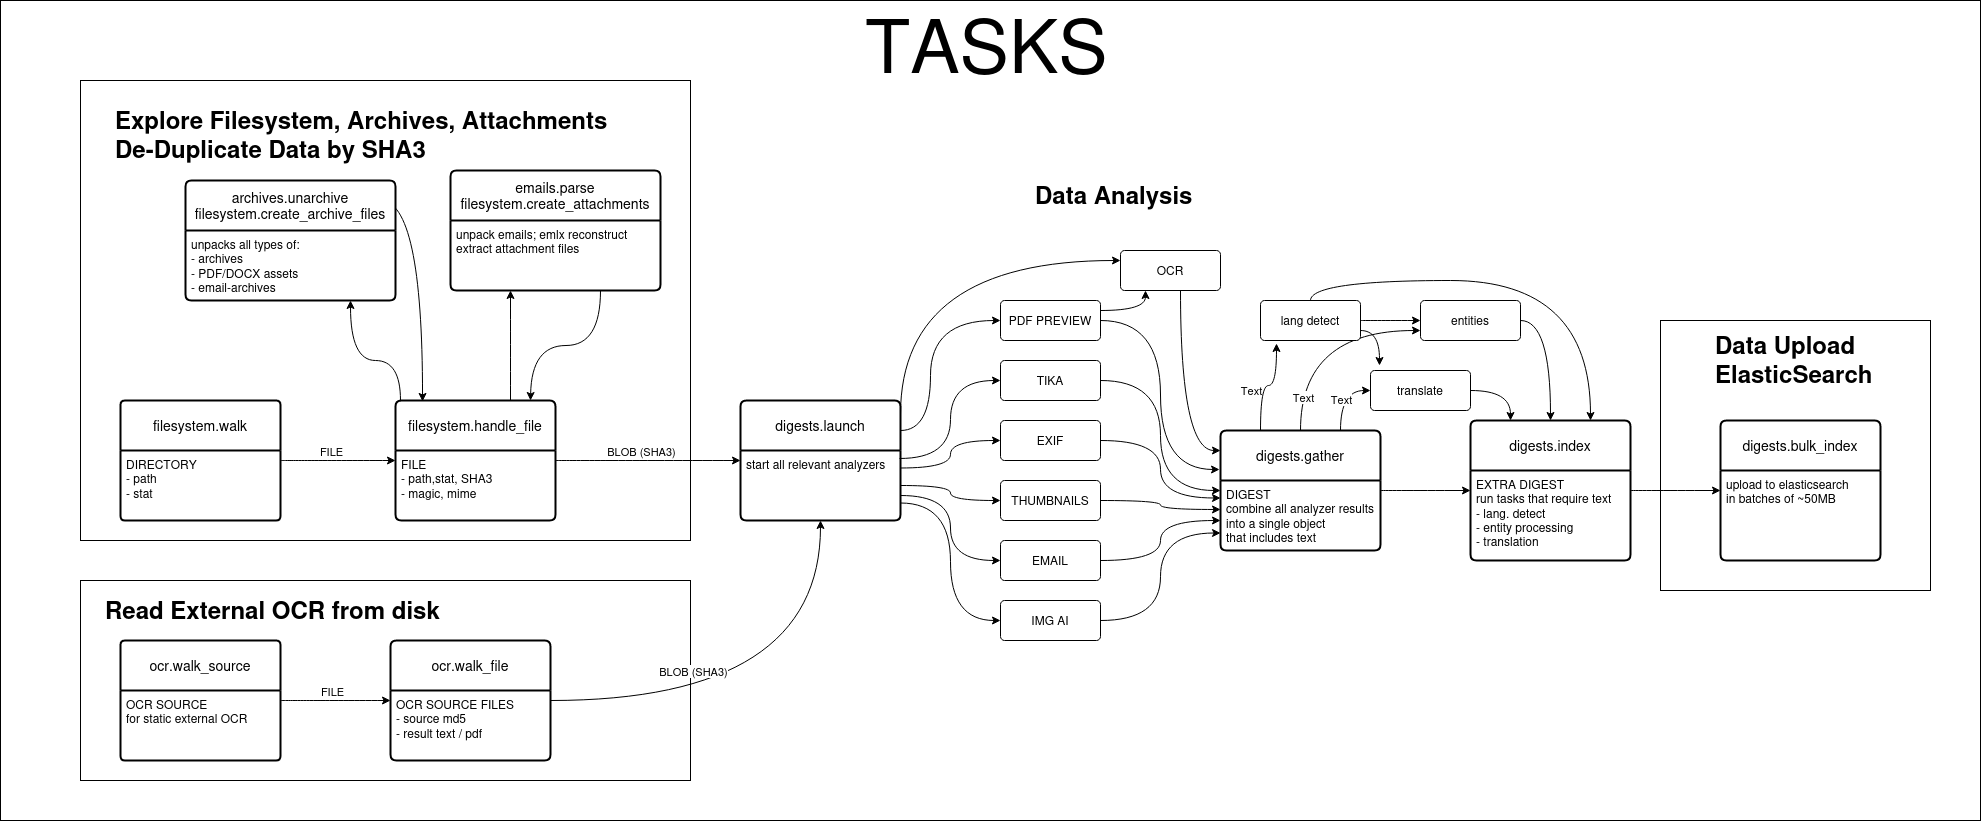 TASKS
Explore Filesystem, Archives, Attachments
De-Duplicate Data by SHA3
archives.unarchive
filesystem.create_archive_files
unpacks all types of:
- archives
- PDF/DOCX assets
- email-archives
emails.parse
filesystem.create_attachments
unpack emails; emlx reconstruct
extract attachment files
filesystem.walk
DIRECTORY
- path
- stat
FILE
filesystem.handle_file
FILE
- path,stat, SHA3
- magic, mime
BLOB (SHA3)
Read External OCR from disk
ocr.walk_source
OCR SOURCE
for static external OCR
FILE
ocr.walk_file
OCR SOURCE FILES
- source md5
- result text / pdf
BLOB (SHA3)
Data Analysis
digests.launch
start all relevant analyzers
OCR
PDF PREVIEW
TIKA
EXIF
THUMBNAILS
EMAIL
IMG AI
digests.gather
DIGEST
combine all analyzer results
into a single object
that includes text
Text
Text
Text
lang detect
entities
translate
digests.index
EXTRA DIGEST
run tasks that require text
- lang. detect
- entity processing
- translation
Data Upload
ElasticSearch
digests.bulk_index
upload to elasticsearch
in batches of ~50MB